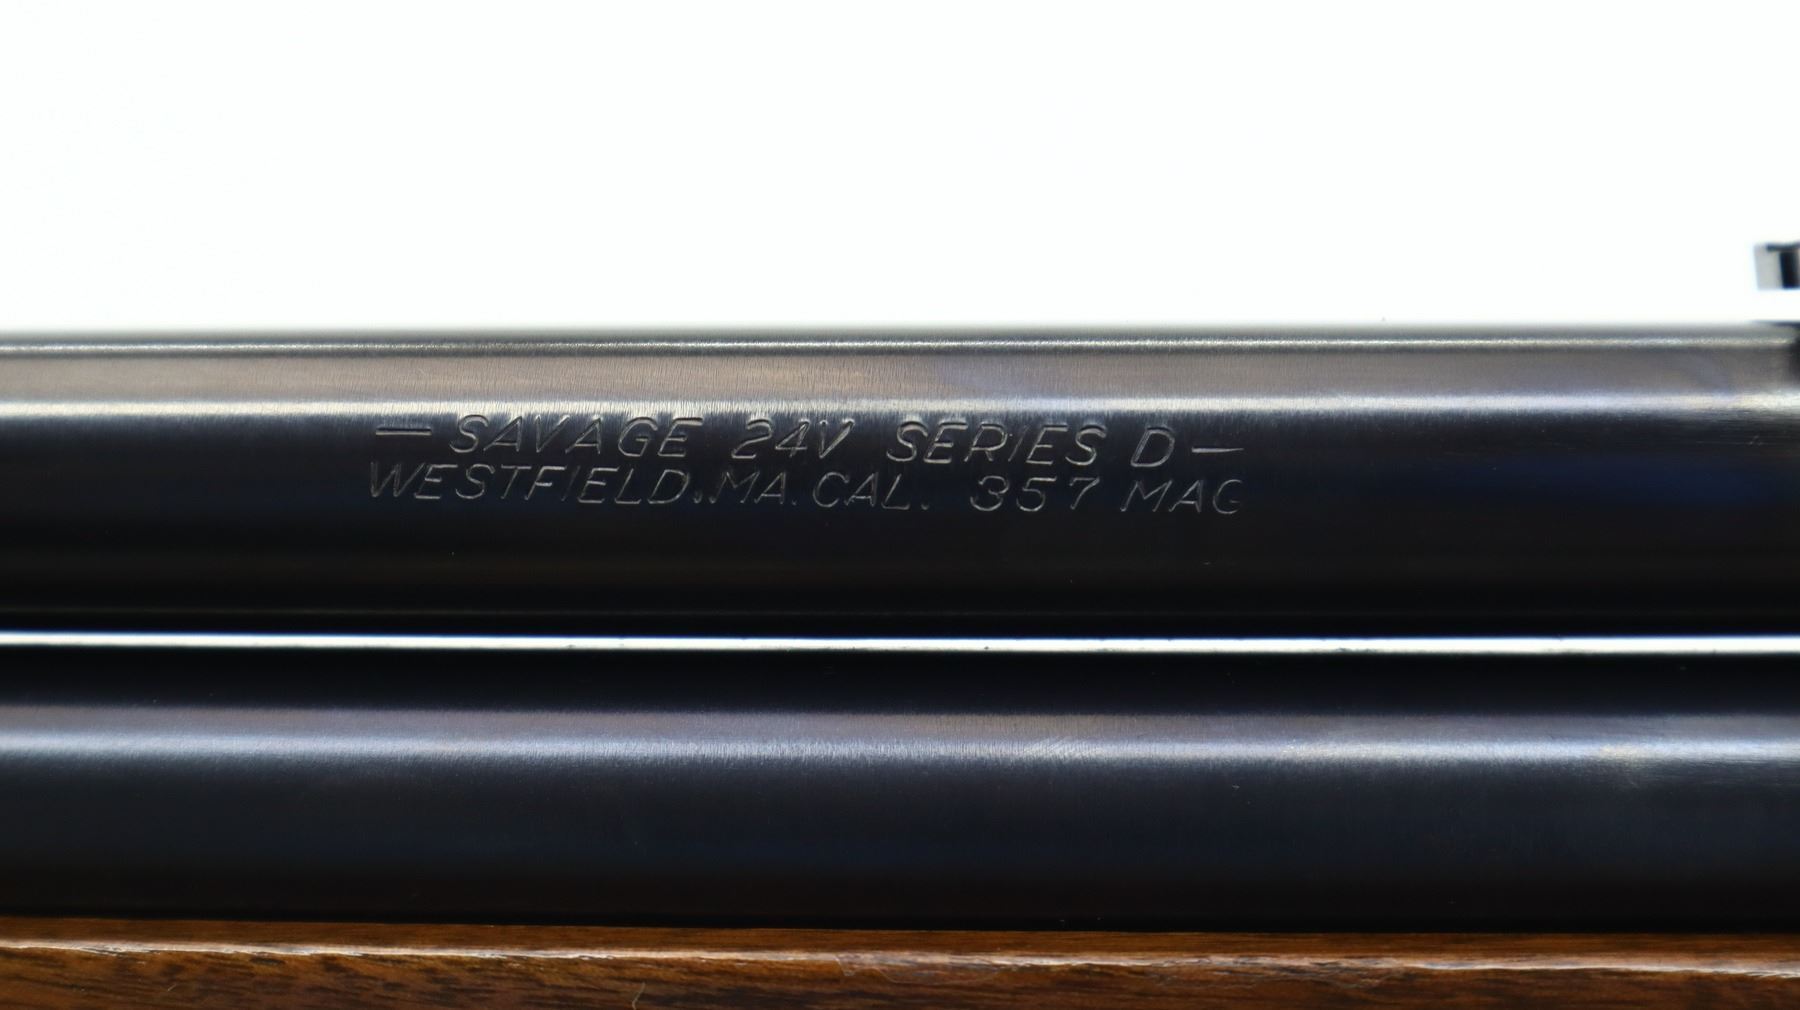 — SAVAGE 24V SERIES D —
WESTFIELD, MA. CAL. 357 MAG